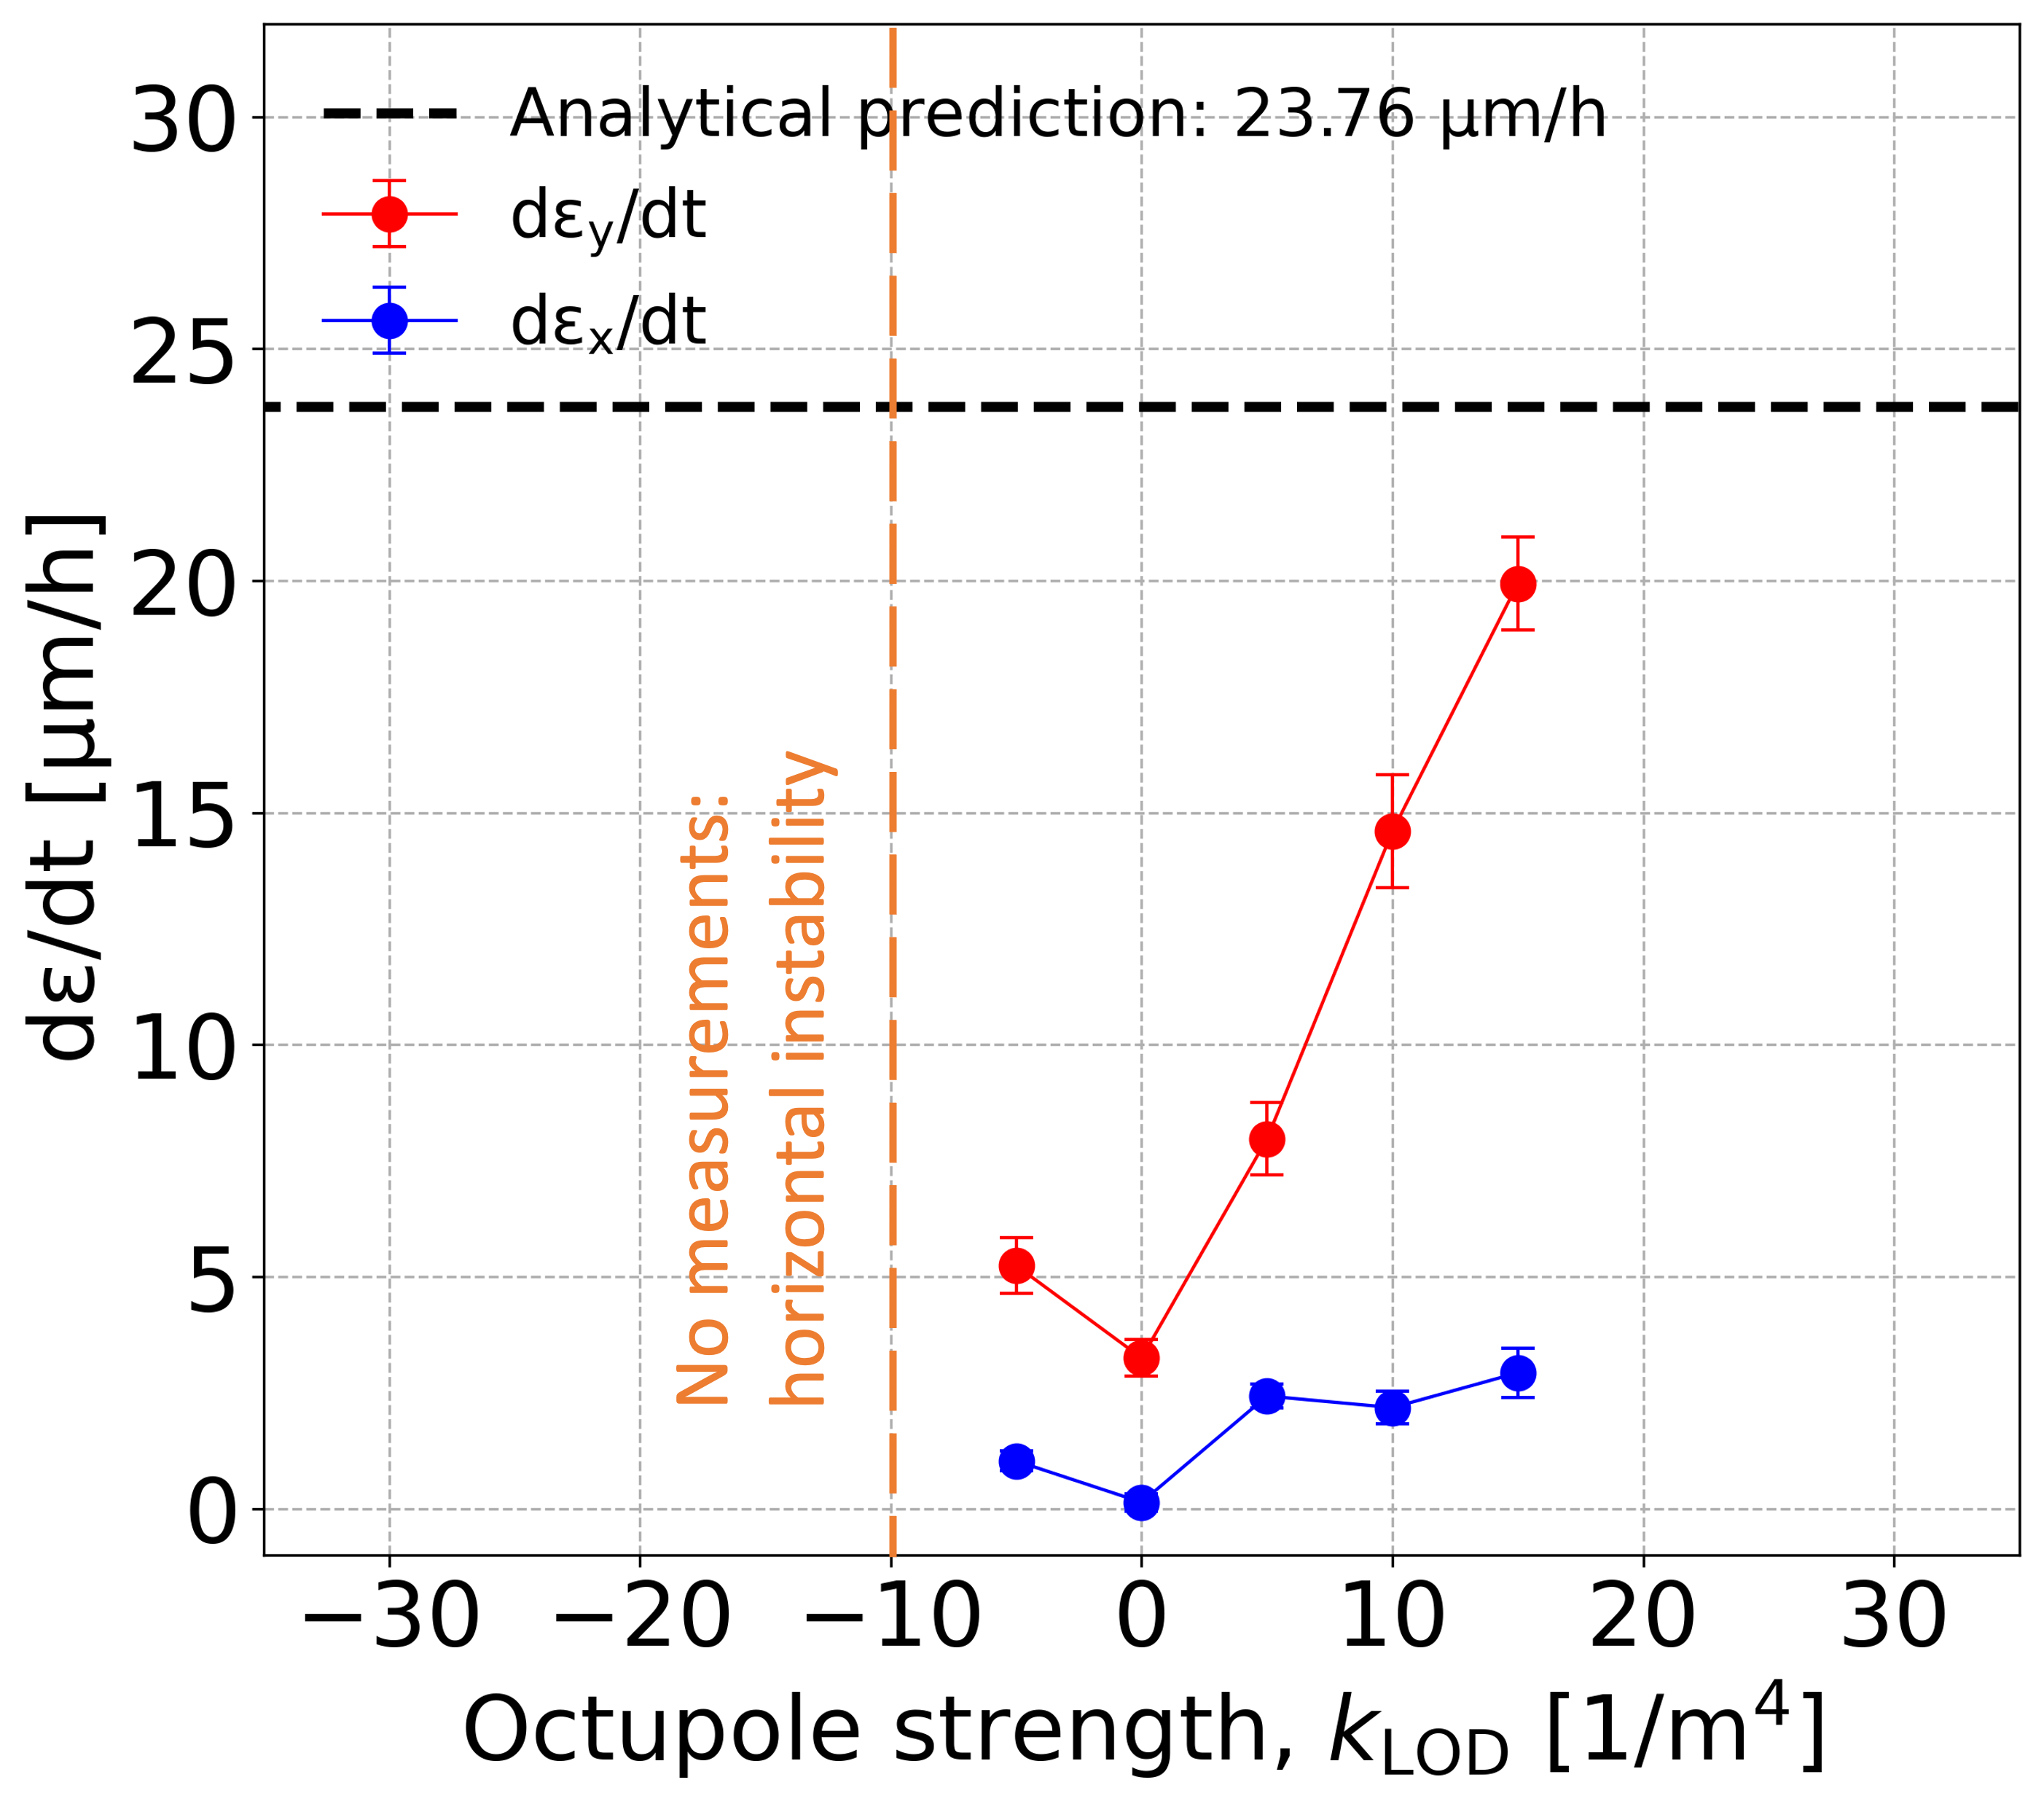 Analytical prediction: 23.76 μm/h
dεy/dt
dεx/dt
30
25
20
15
10
5
0
dε/dt [μm/h]
No measurements:
horizontal instability
−30
−20
−10
0
10
20
30
Octupole strength, kLOD [1/m⁴]